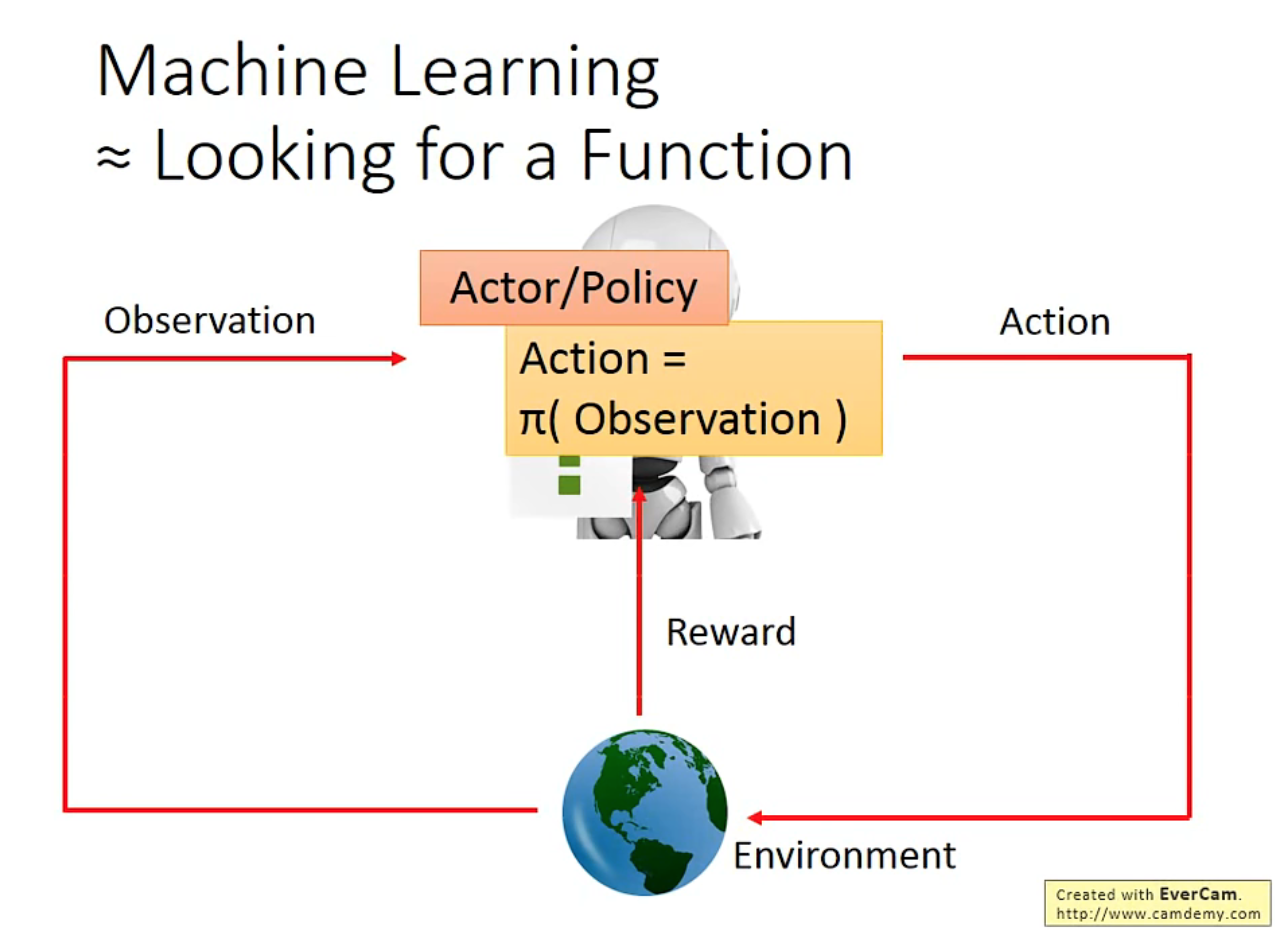 Machine Learning
≈ Looking for a Function
Actor/Policy
Observation
Action
Action =
π( Observation )
Reward
Environment
Created with EverCam.
http://www.camdemy.com